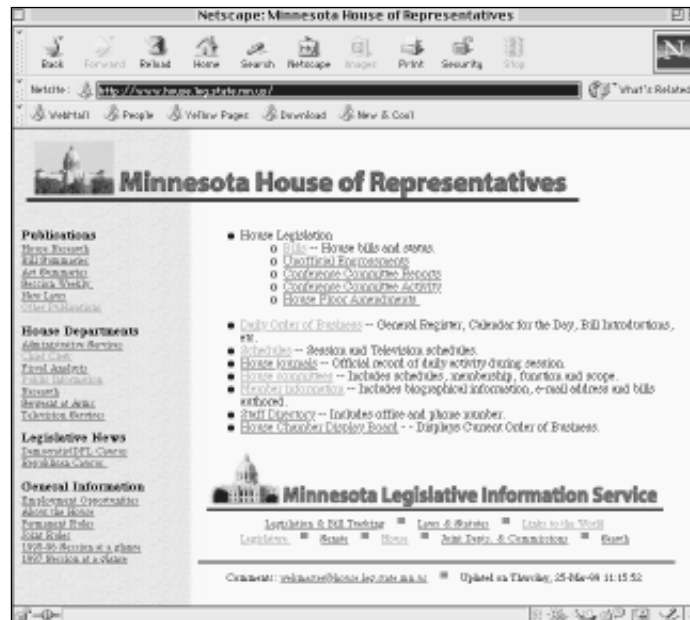 Netscape: Minnesota House of Representatives
Back Forward Reload Home Search Netscape Images Print Security Stop
Netsite: http://www.house.leg.state.mn.us/ What's Related
WebMail People Yellow Pages Download New & Cool
Minnesota House of Representatives
Publications
House Research
Bill Summaries
Act Summaries
Session Weekly
New Laws
Other Publications
House Departments
Administrative Services
Chief Clerk
Fiscal Analysis
Public Information
Research
Sergeant at Arms
Television Services
Legislative News
Democratic/DFL Caucus
Republican Caucus
General Information
Employment Opportunities
About the House
Permanent Rules
Joint Rules
1995-96 Session at a glance
1997 Session at a glance
House Legislation
Bills -- House bills and status.
Unofficial Engrossments
Conference Committee Reports
Conference Committee Activity
House Floor Amendments
Daily Order of Business -- General Register, Calendar for the Day, Bill Introductions,
etc.
Schedules -- Session and Television schedules.
House journals -- Official record of daily activity during session.
House committees -- Includes schedules, membership, function and scope.
Member information -- Includes biographical information, e-mail address and bills
authored.
Staff Directory -- Includes office and phone number.
House Chamber Display Board -- Displays Current Order of Business.
Minnesota Legislative Information Service
Legislation & Bill Tracking Laws & Statutes Links to the World
Legislature Senate House Joint Depts. & Commissions Search
Comments: webmaster@house.leg.state.mn.us Updated on Thursday, 25-Mar-99 11:15:52